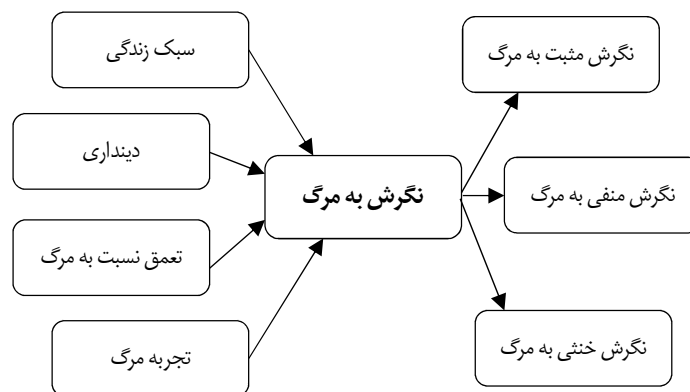 سبک زندگی
دینداری
تعمق نسبت به مرگ
تجربه مرگ
نگرش به مرگ
نگرش مثبت به مرگ
نگرش منفی به مرگ
نگرش خنثی به مرگ